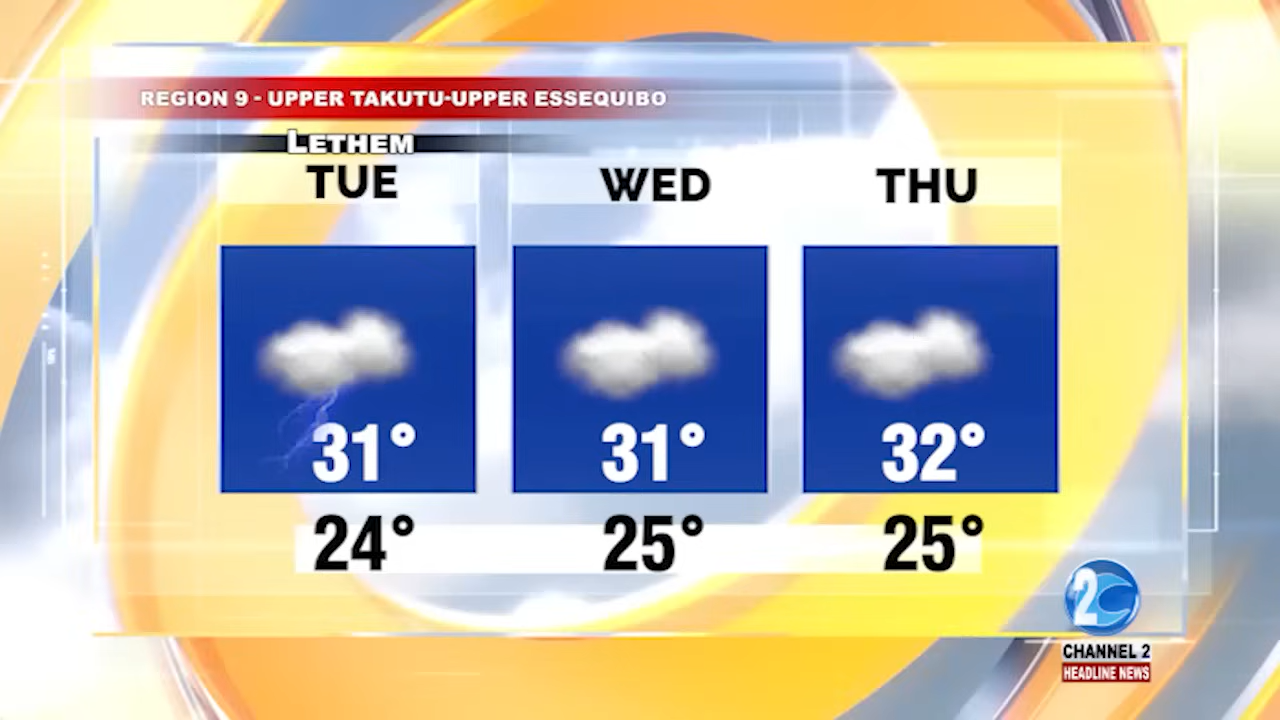 REGION 9 - UPPER TAKUTU-UPPER ESSEQUIBO
LETHEM
TUE WED THU
31° 31° 32°
24° 25° 25°
2
CHANNEL 2
HEADLINE NEWS